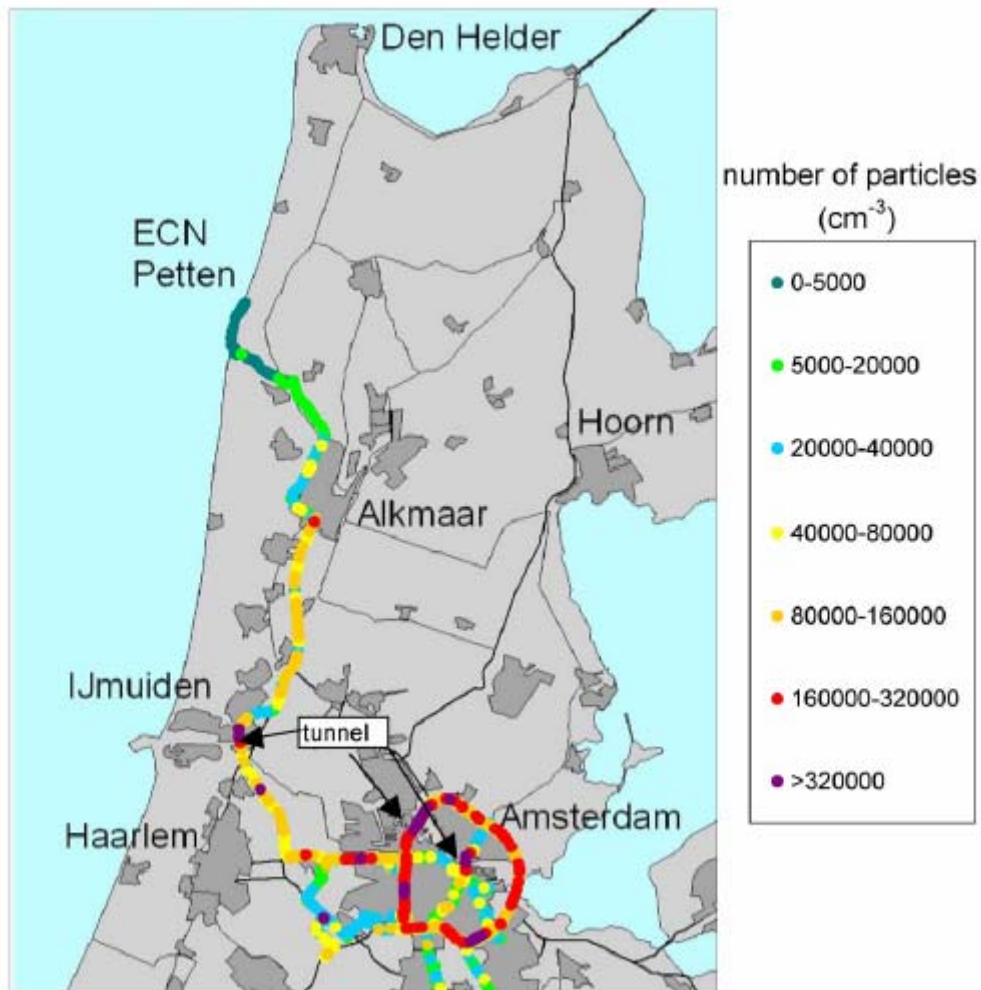 Den Helder
number of particles
(cm-3)
ECN
Petten
0-5000
5000-20000
Hoorn
20000-40000
Alkmaar
40000-80000
80000-160000
IJmuiden
160000-320000
tunnel
>320000
Amsterdam
Haarlem